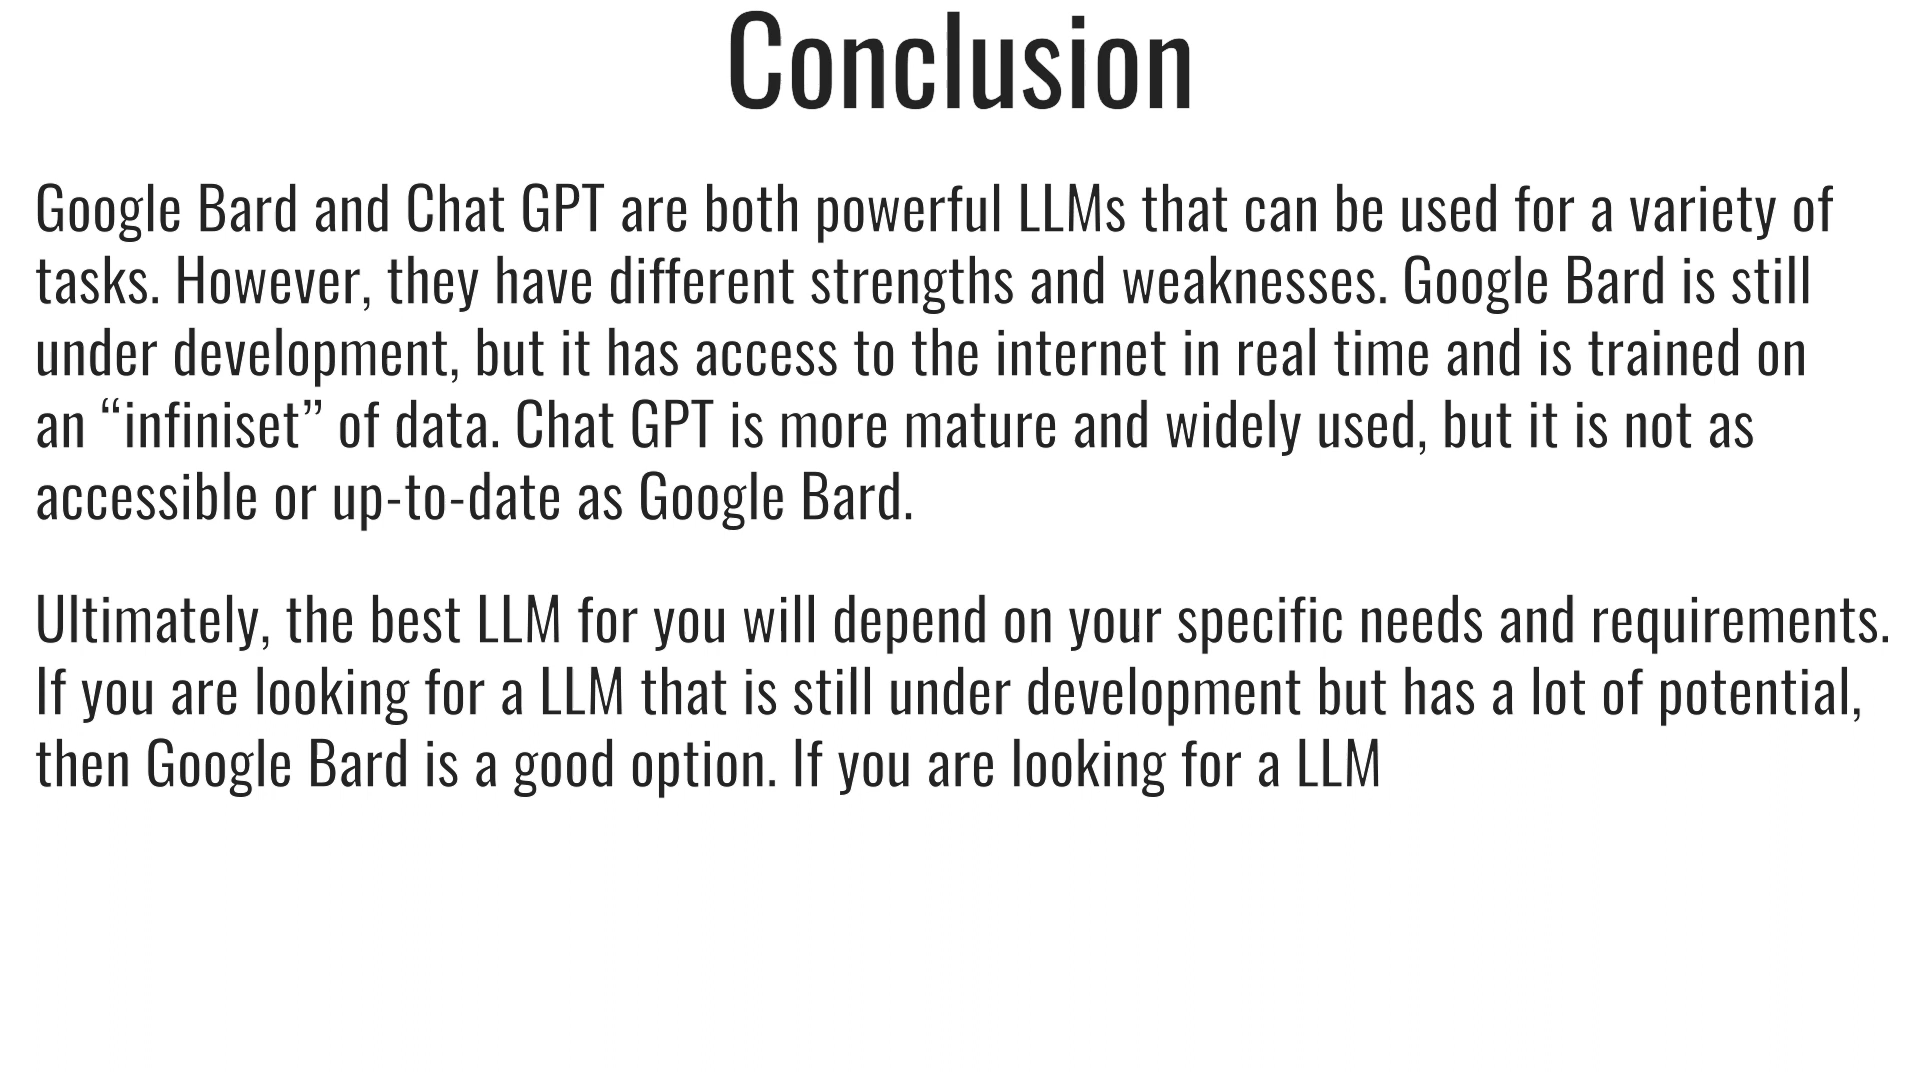 Conclusion
Google Bard and Chat GPT are both powerful LLMs that can be used for a variety of
tasks. However, they have different strengths and weaknesses. Google Bard is still
under development, but it has access to the internet in real time and is trained on
an “infiniset” of data. Chat GPT is more mature and widely used, but it is not as
accessible or up-to-date as Google Bard.
Ultimately, the best LLM for you will depend on your specific needs and requirements.
If you are looking for a LLM that is still under development but has a lot of potential,
then Google Bard is a good option. If you are looking for a LLM